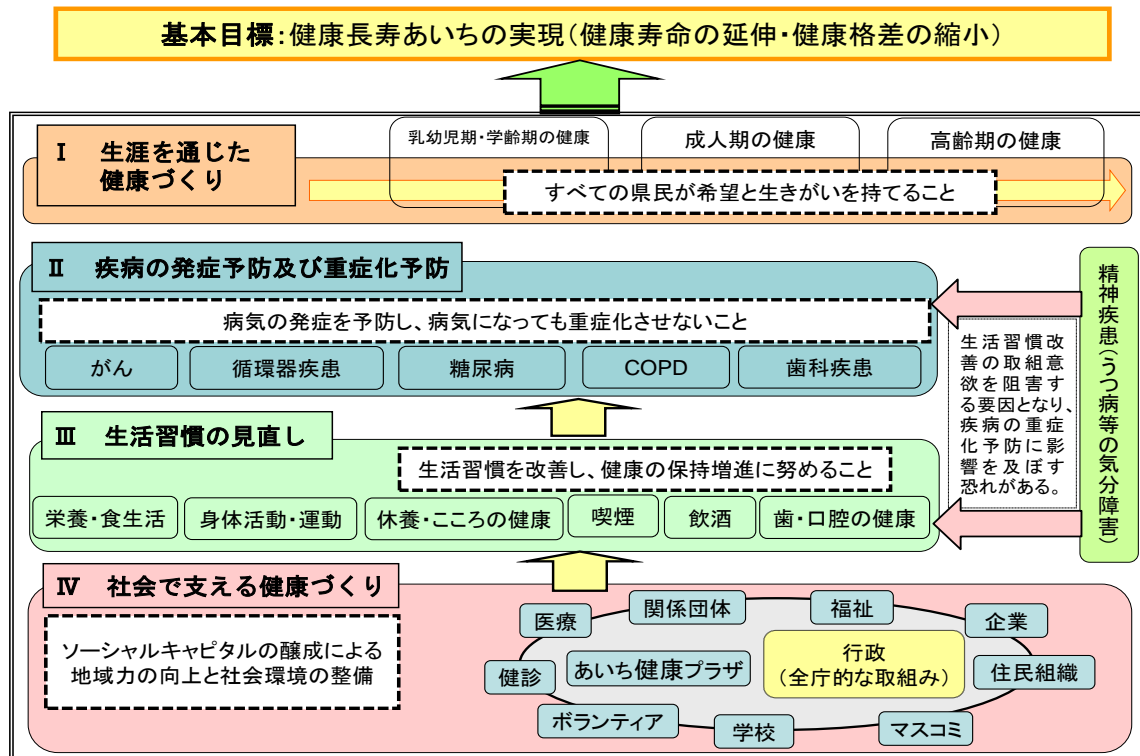 基本目標:健康長寿あいちの実現(健康寿命の延伸・健康格差の縮小)
Ⅰ 生涯を通じた
健康づくり
乳幼児期・学齢期の健康
成人期の健康
高齢期の健康
すべての県民が希望と生きがいを持てること
Ⅱ 疾病の発症予防及び重症化予防
病気の発症を予防し、病気になっても重症化させないこと
がん
循環器疾患
糖尿病
COPD
歯科疾患
精神疾患(うつ病等の気分障害)
生活習慣改
善の取組意
欲を阻害す
る要因となり、
疾病の重症
化予防に影
響を及ぼす
恐れがある。
Ⅲ 生活習慣の見直し
生活習慣を改善し、健康の保持増進に努めること
栄養・食生活
身体活動・運動
休養・こころの健康
喫煙
飲酒
歯・口腔の健康
Ⅳ 社会で支える健康づくり
ソーシャルキャピタルの醸成による
地域力の向上と社会環境の整備
医療
関係団体
福祉
企業
健診
あいち健康プラザ
行政
(全庁的な取組み)
住民組織
ボランティア
学校
マスコミ